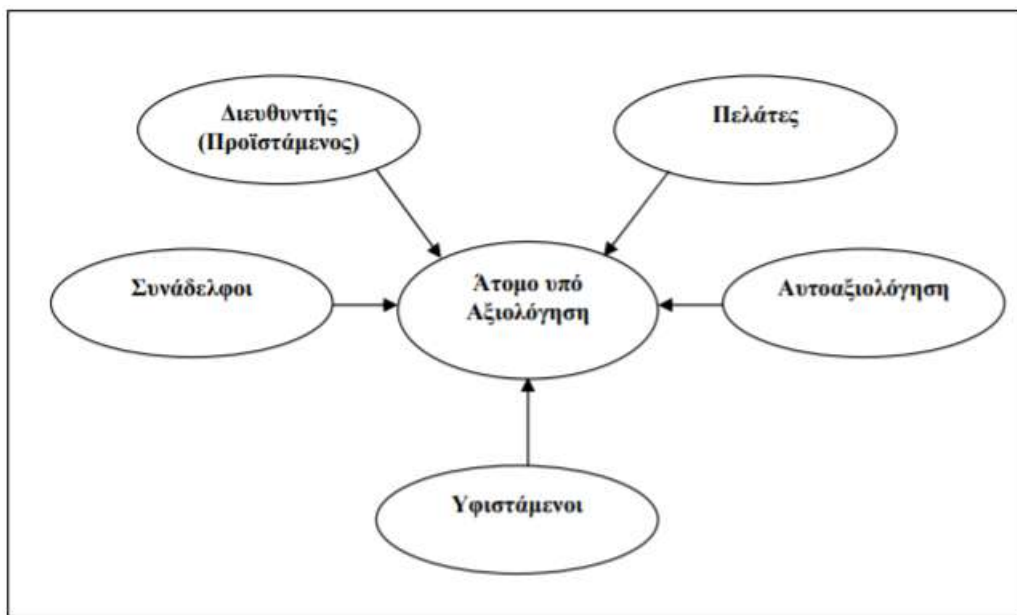 Διευθυντής
(Προϊστάμενος)
Πελάτες
Συνάδελφοι
Άτομο υπό
Αξιολόγηση
Αυτοαξιολόγηση
Υφιστάμενοι